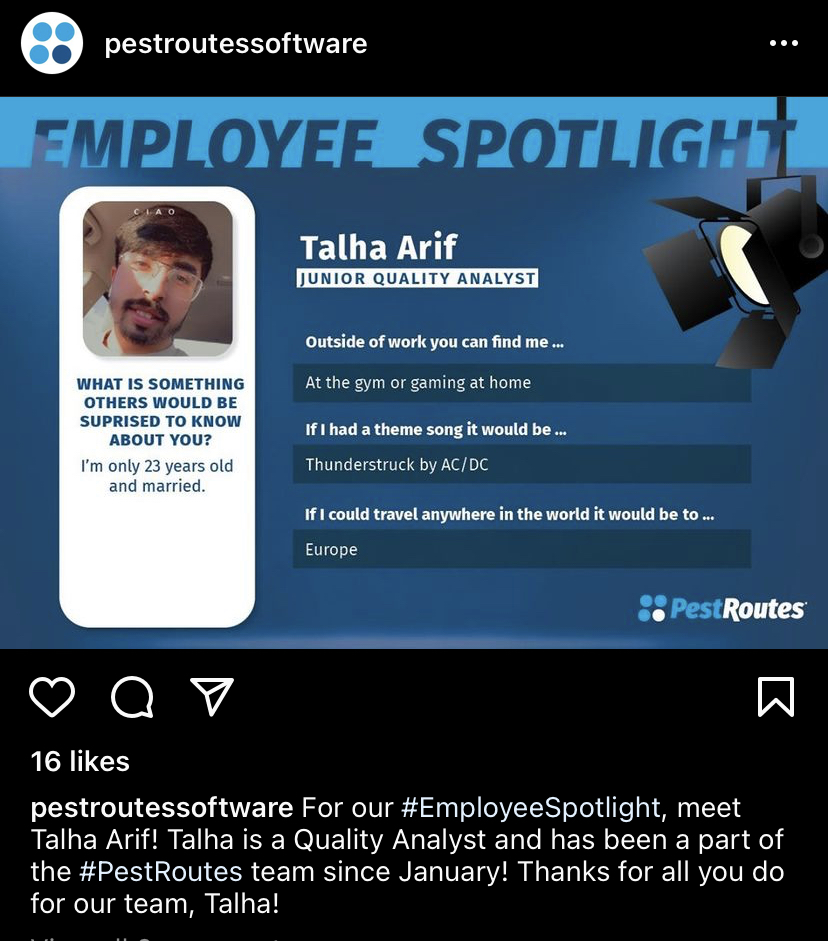 pestroutessoftware
EMPLOYEE SPOTLIGHT
CIAO
Talha Arif
JUNIOR QUALITY ANALYST
WHAT IS SOMETHING
OTHERS WOULD BE
SUPRISED TO KNOW
ABOUT YOU?
I'm only 23 years old
and married.
Outside of work you can find me ...
At the gym or gaming at home
If I had a theme song it would be ...
Thunderstruck by AC/DC
If I could travel anywhere in the world it would be to ...
Europe
PestRoutes
16 likes
pestroutessoftware For our #EmployeeSpotlight, meet
Talha Arif! Talha is a Quality Analyst and has been a part of
the #PestRoutes team since January! Thanks for all you do
for our team, Talha!